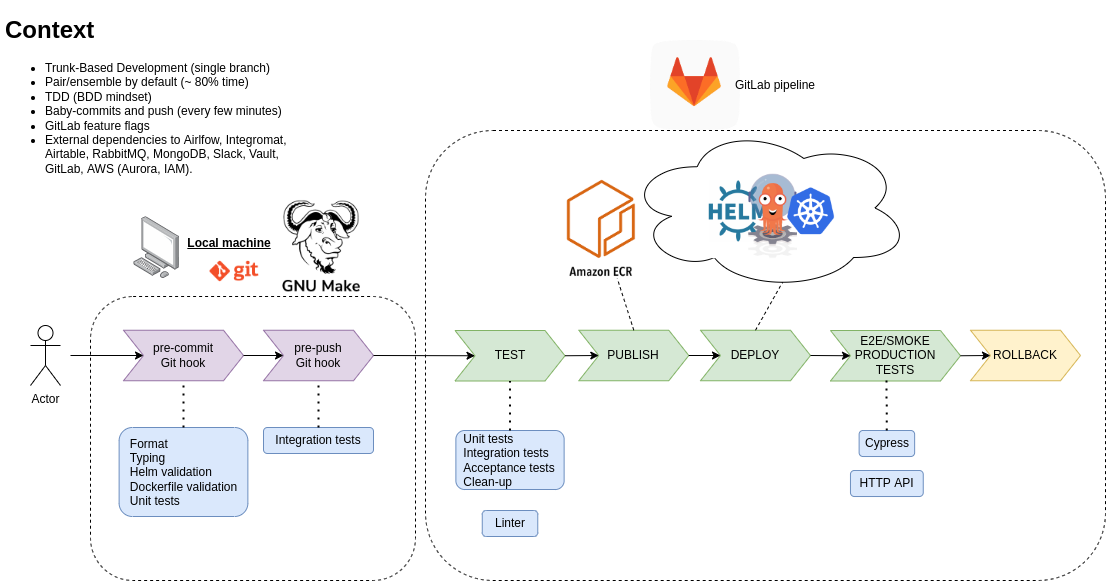 Context
Trunk-Based Development (single branch)
Pair/ensemble by default (~ 80% time)
TDD (BDD mindset)
Baby-commits and push (every few minutes)
GitLab feature flags
External dependencies to Airlfow, Integromat,
Airtable, RabbitMQ, MongoDB, Slack, Vault,
GitLab, AWS (Aurora, IAM).
GitLab pipeline
Local machine
git
GNU Make
HELM
Amazon ECR
Actor
pre-commit
Git hook
pre-push
Git hook
TEST
PUBLISH
DEPLOY
E2E/SMOKE
PRODUCTION
TESTS
ROLLBACK
Format
Typing
Helm validation
Dockerfile validation
Unit tests
Integration tests
Unit tests
Integration tests
Acceptance tests
Clean-up
Linter
Cypress
HTTP API